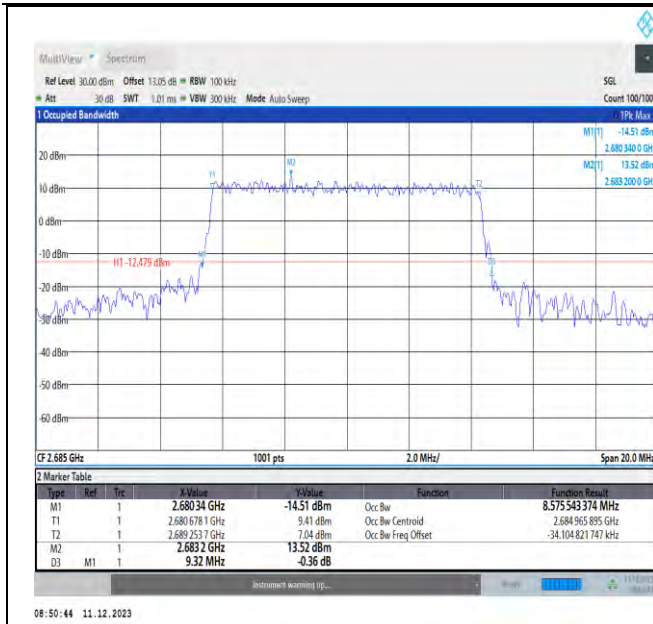 MultiView Spectrum
Ref Level 30.00 dBm Offset 13.05 dB RBW 100 kHz SGL
Att 30 dB SWT 1.01 ms VBW 300 kHz Mode Auto Sweep Count 100/100
1 Occupied Bandwidth 1Pk Max
M1[1] -14.51 dBm
2.680 340 0 GH
M2[1] 13.52 dBm
2.683 200 0 GH
20 dBm
M2
T1 T2
10 dBm
0 dBm
-10 dBm
H1 -12.479 dBm
M1 D3
-20 dBm
-30 dBm
-40 dBm
-50 dBm
-60 dBm
CF 2.685 GHz 1001 pts 2.0 MHz/ Span 20.0 MHz
2 Marker Table
Type Ref Trc X-Value Y-Value Function Function Result
M1 1 2.680 34 GHz -14.51 dBm Occ Bw 8.575 543 374 MHz
T1 1 2.680 678 1 GHz 9.41 dBm Occ Bw Centroid 2.684 965 895 GHz
T2 1 2.689 253 7 GHz 7.04 dBm Occ Bw Freq Offset -34.104 821 747 kHz
M2 1 2.683 2 GHz 13.52 dBm
D3 M1 1 9.32 MHz -0.36 dB
Instrument warming up...
08:50:44 11.12.2023